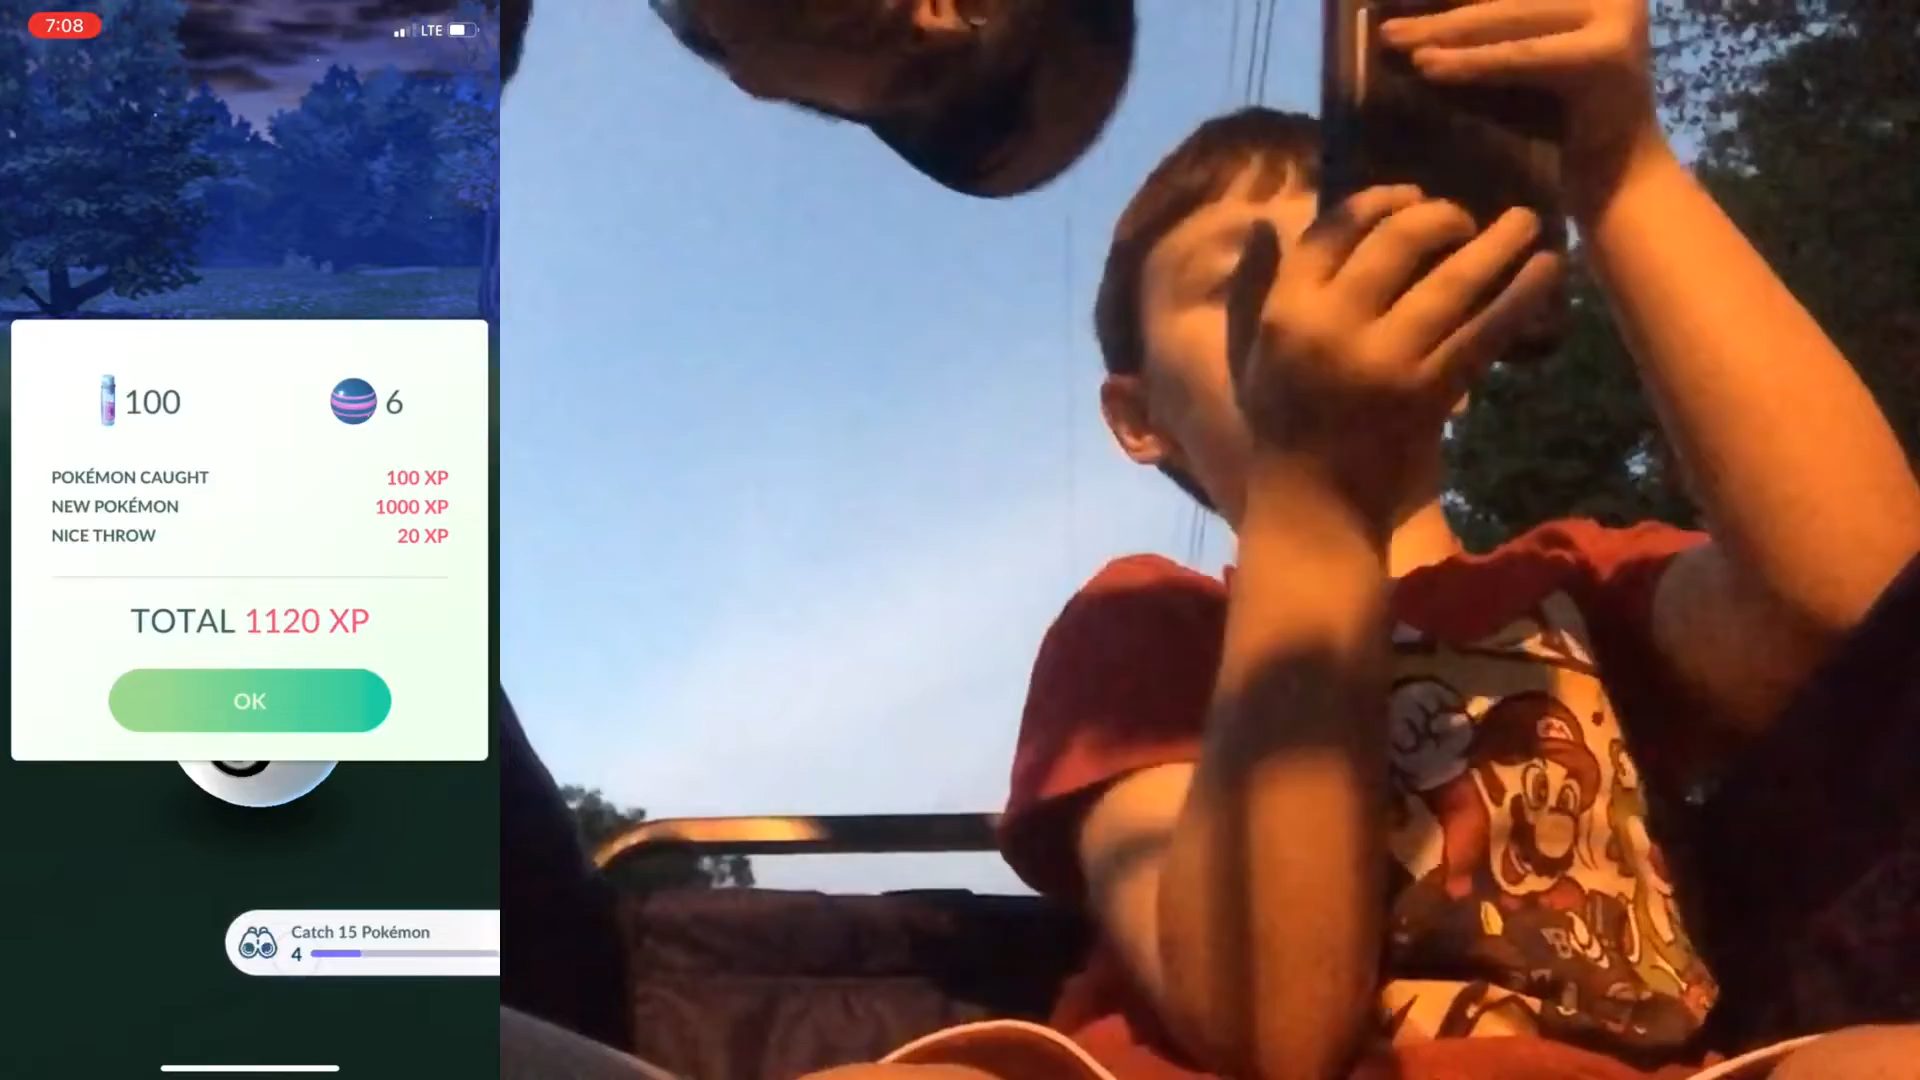 7:08
LTE
100
6
POKÉMON CAUGHT 100 XP
NEW POKÉMON 1000 XP
NICE THROW 20 XP
TOTAL 1120 XP
OK
Catch 15 Pokémon
4
M